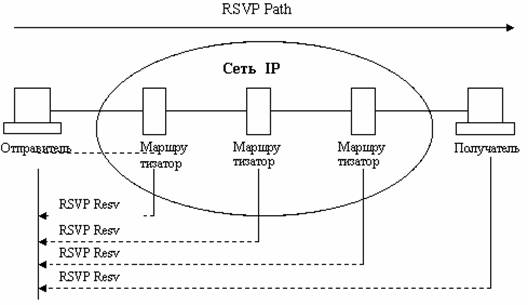 RSVP Path
Сеть IP
Отправитель
Маршру
тизатор
Маршру
тизатор
Маршру
тизатор
Получатель
RSVP Resv
RSVP Resv
RSVP Resv
RSVP Resv